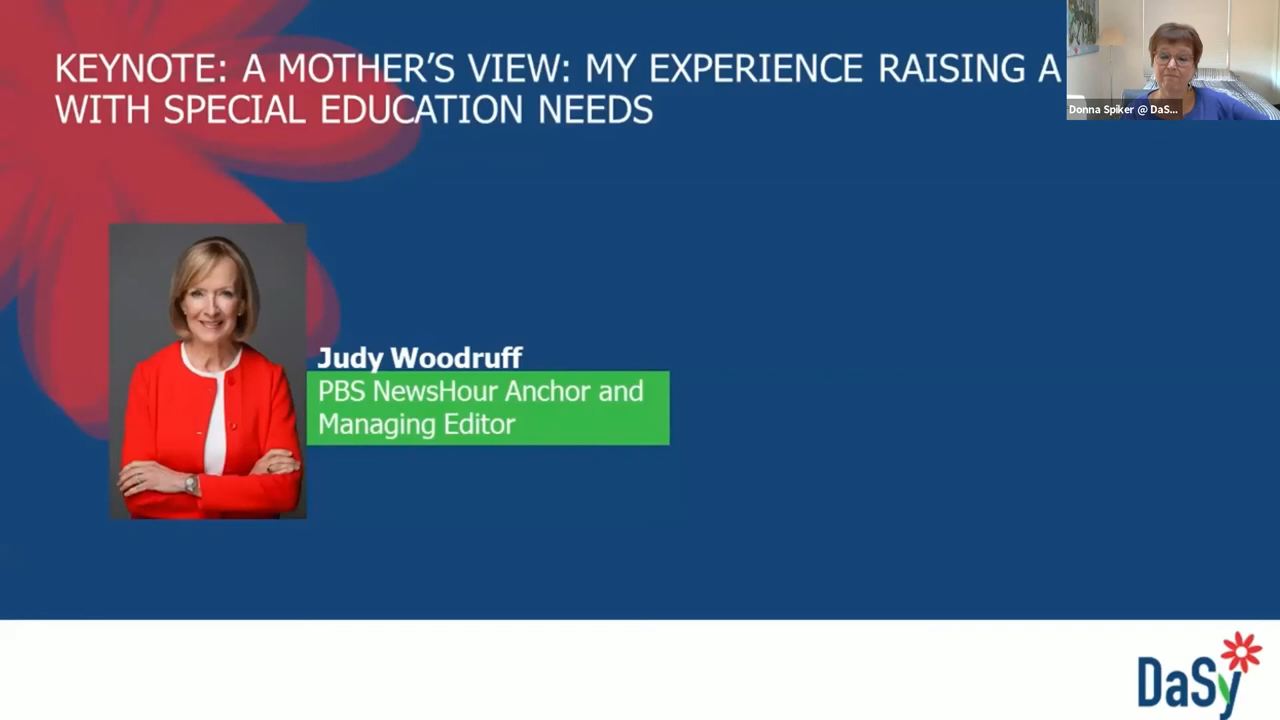 KEYNOTE: A MOTHER'S VIEW: MY EXPERIENCE RAISING A
WITH SPECIAL EDUCATION NEEDS
Donna Spiker @ DaS...
Judy Woodruff
PBS NewsHour Anchor and
Managing Editor
DaSy